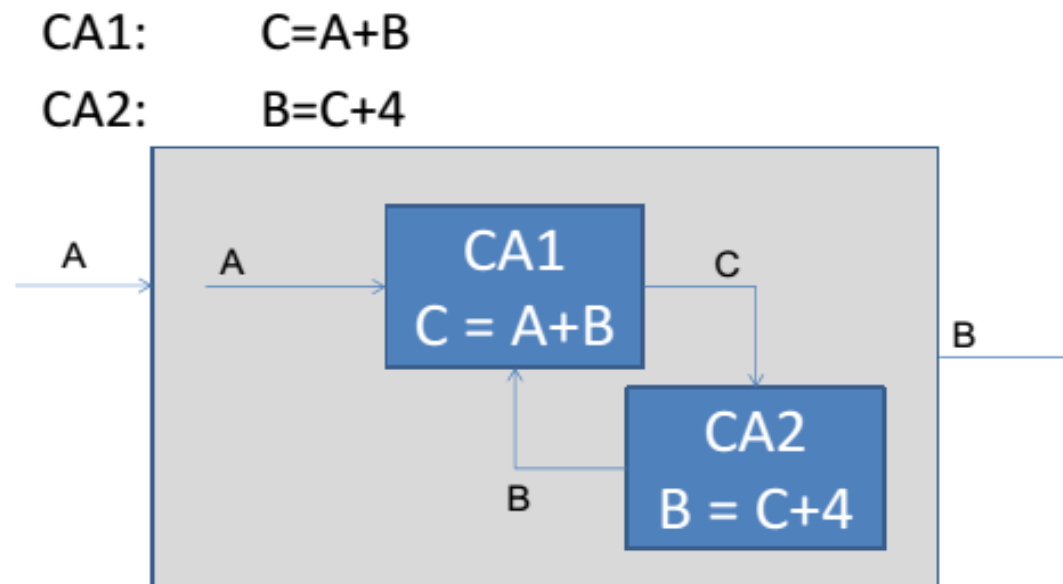 CA1: C=A+B
CA2: B=C+4
A
A
CA1
C = A+B
C
B
CA2
B = C+4
B